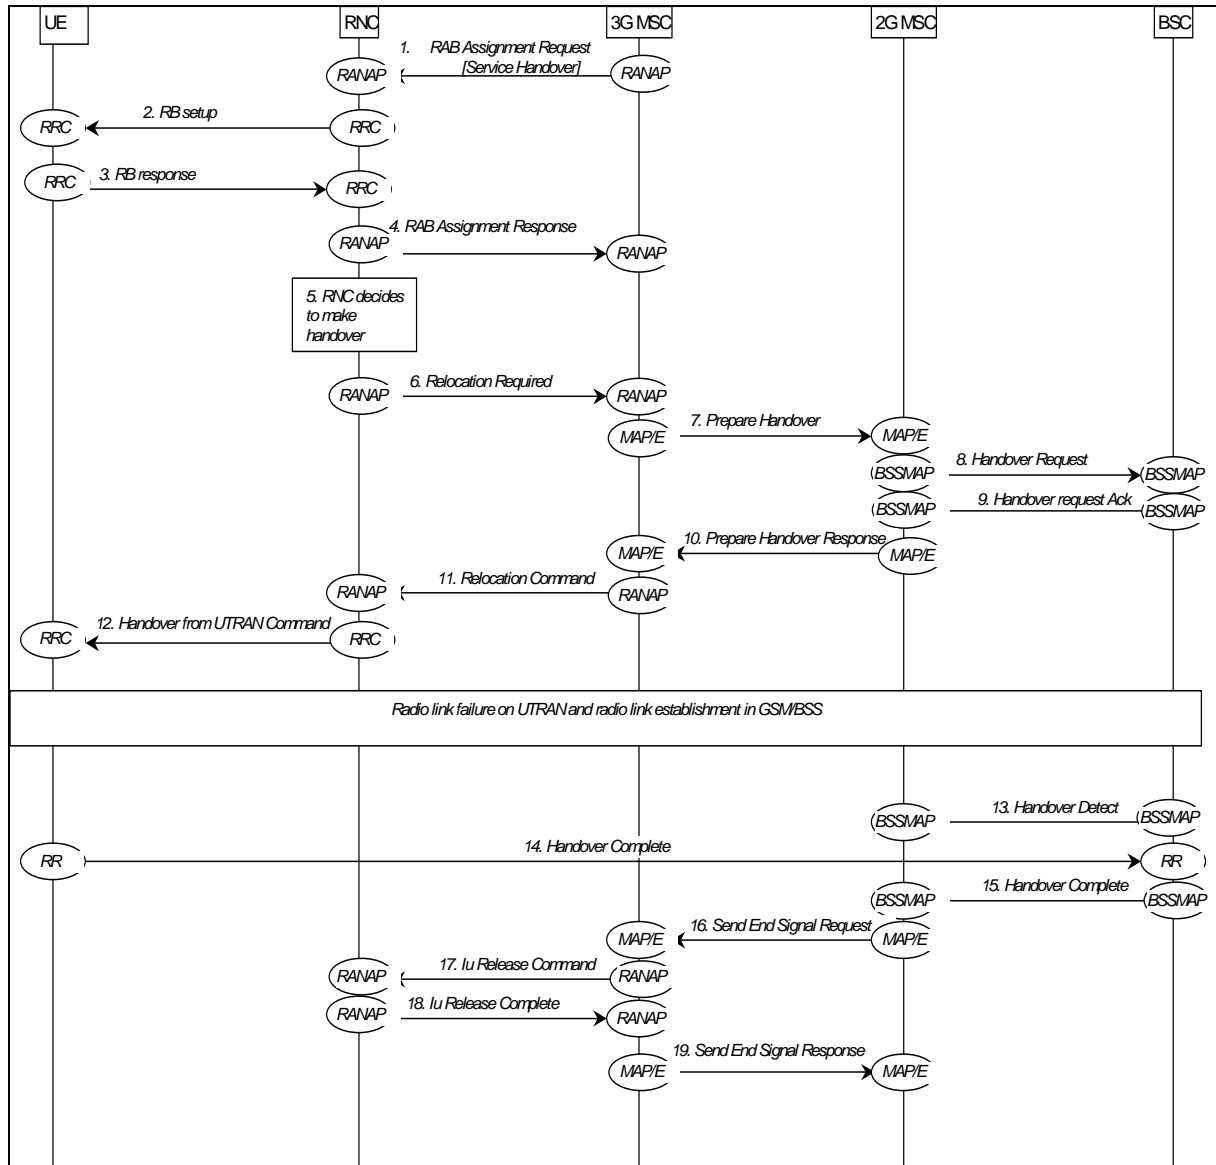 UE RNC 3G MSC 2G MSC BSC
1. RAB Assignment Request
[Service Handover]
RANAP RANAP
2. RB setup
RRC RRC
3. RB response
RRC RRC
4. RAB Assignment Response
RANAP RANAP
5. RNC decides
to make
handover
6. Relocation Required
RANAP RANAP
7. Prepare Handover
MAP/E MAP/E
8. Handover Request
BSSMAP BSSMAP
9. Handover request Ack
BSSMAP BSSMAP
10. Prepare Handover Response
MAP/E MAP/E
11. Relocation Command
RANAP RANAP
12. Handover from UTRAN Command
RRC RRC
Radio link failure on UTRAN and radio link establishment in GSM/BSS
13. Handover Detect
BSSMAP BSSMAP
14. Handover Complete
RR RR
15. Handover Complete
BSSMAP BSSMAP
16. Send End Signal Request
MAP/E MAP/E
17. Iu Release Command
RANAP RANAP
18. Iu Release Complete
RANAP RANAP
19. Send End Signal Response
MAP/E MAP/E